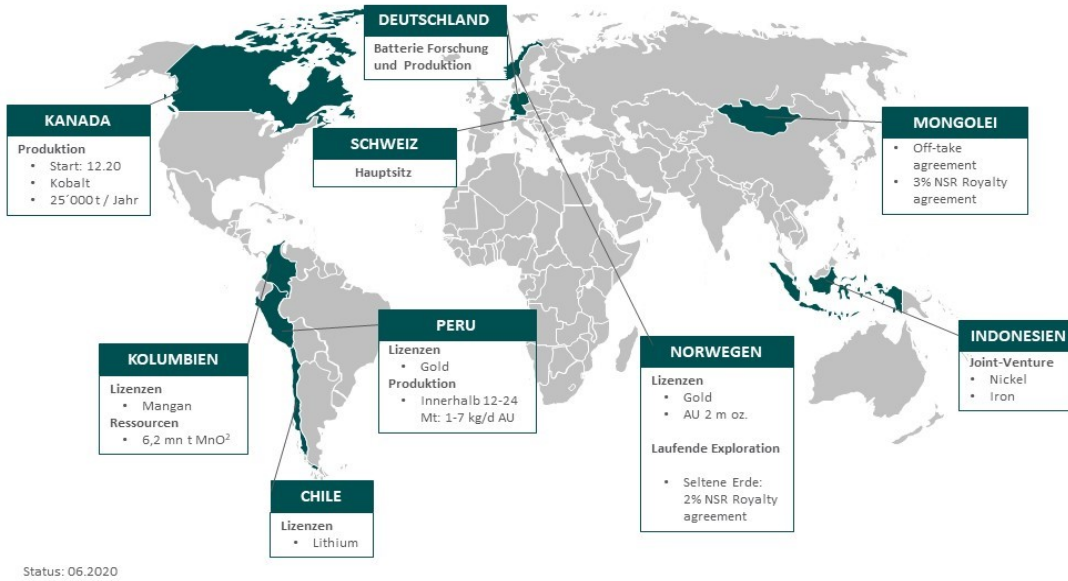 DEUTSCHLAND
Batterie Forschung
und Produktion
KANADA
Produktion
• Start: 12.20
• Kobalt
• 25´000 t / Jahr
SCHWEIZ
Hauptsitz
MONGOLEI
• Off-take
agreement
• 3% NSR Royalty
agreement
KOLUMBIEN
Lizenzen
• Mangan
Ressourcen
• 6,2 mn t MnO²
PERU
Lizenzen
• Gold
Produktion
• Innerhalb 12-24
Mt: 1-7 kg/d AU
NORWEGEN
Lizenzen
• Gold
• AU 2 m oz.
Laufende Exploration
• Seltene Erde:
2% NSR Royalty
agreement
INDONESIEN
Joint-Venture
• Nickel
• Iron
CHILE
Lizenzen
• Lithium
Status: 06.2020